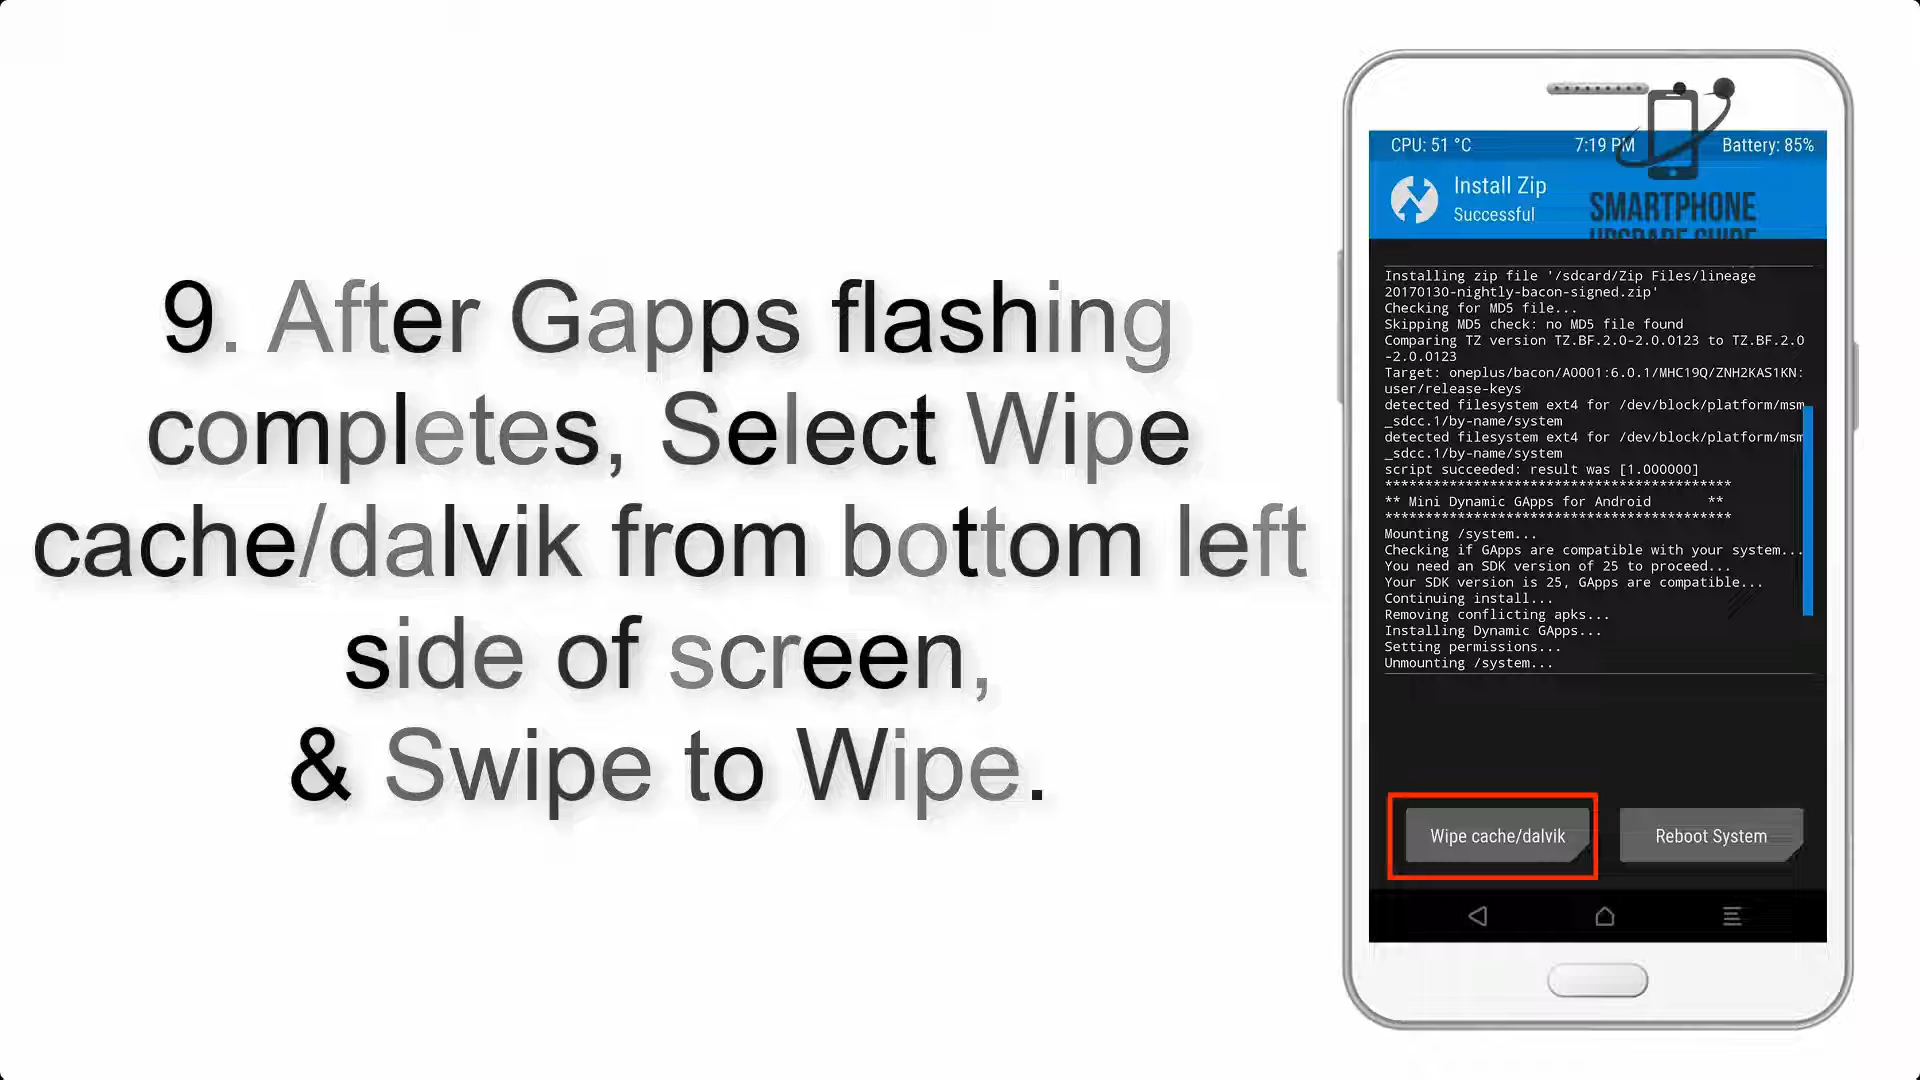 9. After Gapps flashing
completes, Select Wipe
cache/dalvik from bottom left
side of screen,
& Swipe to Wipe.
CPU: 51 °C 7:19 PM Battery: 85%
Install Zip
Successful
SMARTPHONE
UPGRADE GUIDE
Installing zip file '/sdcard/Zip Files/lineage
20170130-nightly-bacon-signed.zip'
Checking for MD5 file...
Skipping MD5 check: no MD5 file found
Comparing TZ version TZ.BF.2.0-2.0.0123 to TZ.BF.2.0
-2.0.0123
Target: oneplus/bacon/A0001:6.0.1/MHC19Q/ZNH2KAS1KN:
user/release-keys
detected filesystem ext4 for /dev/block/platform/msm
_sdcc.1/by-name/system
detected filesystem ext4 for /dev/block/platform/msm
_sdcc.1/by-name/system
script succeeded: result was [1.000000]
*******************************************
** Mini Dynamic GApps for Android **
*******************************************
Mounting /system...
Checking if GApps are compatible with your system...
You need an SDK version of 25 to proceed...
Your SDK version is 25, GApps are compatible...
Continuing install...
Removing conflicting apks...
Installing Dynamic GApps...
Setting permissions...
Unmounting /system...
Wipe cache/dalvik Reboot System